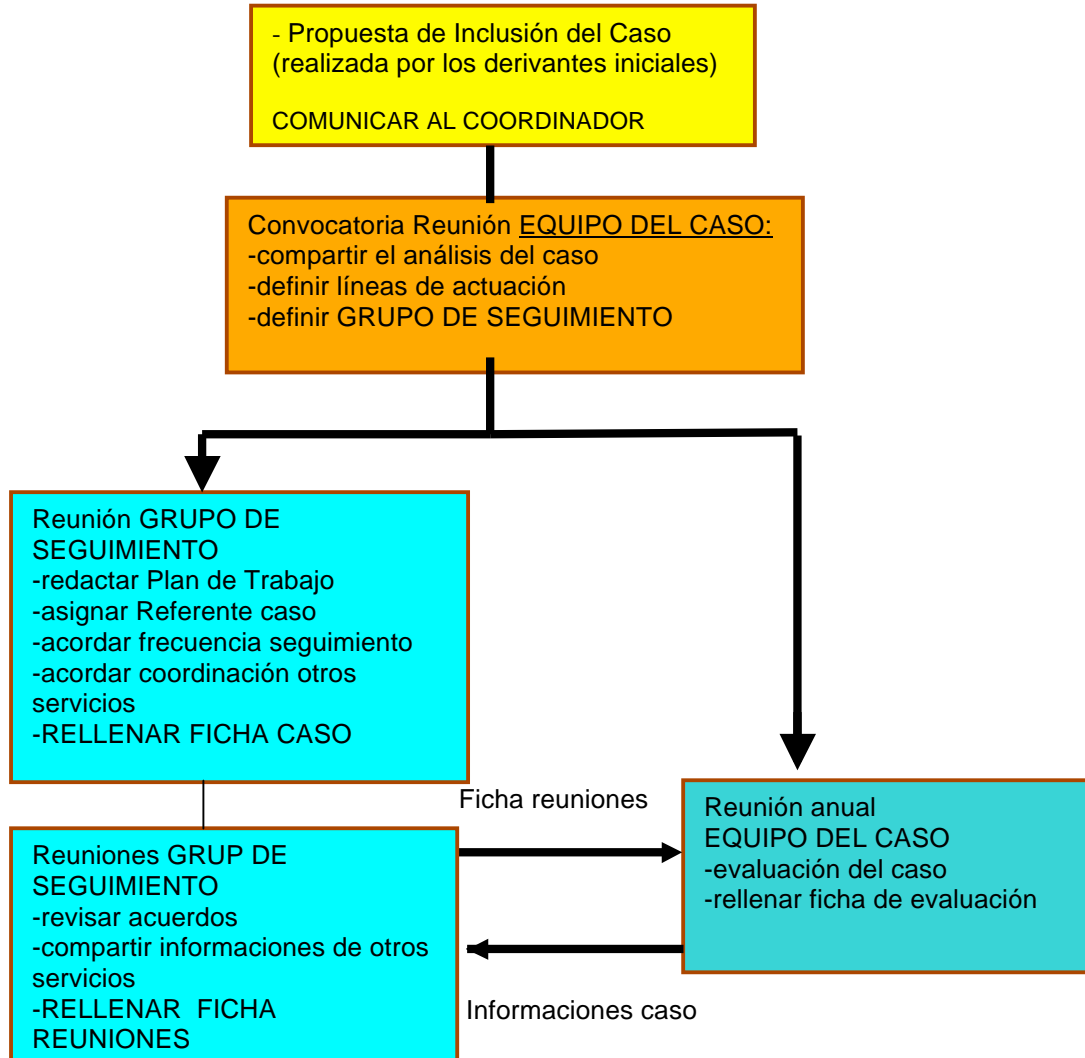 - Propuesta de Inclusión del Caso
(realizada por los derivantes iniciales)
COMUNICAR AL COORDINADOR
Convocatoria Reunión EQUIPO DEL CASO:
-compartir el análisis del caso
-definir líneas de actuación
-definir GRUPO DE SEGUIMIENTO
Reunión GRUPO DE
SEGUIMIENTO
-redactar Plan de Trabajo
-asignar Referente caso
-acordar frecuencia seguimiento
-acordar coordinación otros
servicios
-RELLENAR FICHA CASO
Reuniones GRUP DE
SEGUIMIENTO
-revisar acuerdos
-compartir informaciones de otros
servicios
-RELLENAR FICHA
REUNIONES
Ficha reuniones
Reunión anual
EQUIPO DEL CASO
-evaluación del caso
-rellenar ficha de evaluación
Informaciones caso